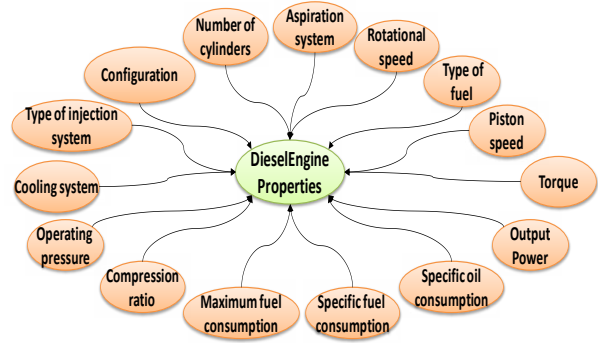 Number of
cylinders
Aspiration
system
Rotational
speed
Configuration
Type of
fuel
Type of injection
system
Piston
speed
DieselEngine
Properties
Cooling system
Torque
Operating
pressure
Output
Power
Compression
ratio
Specific oil
consumption
Maximum fuel
consumption
Specific fuel
consumption